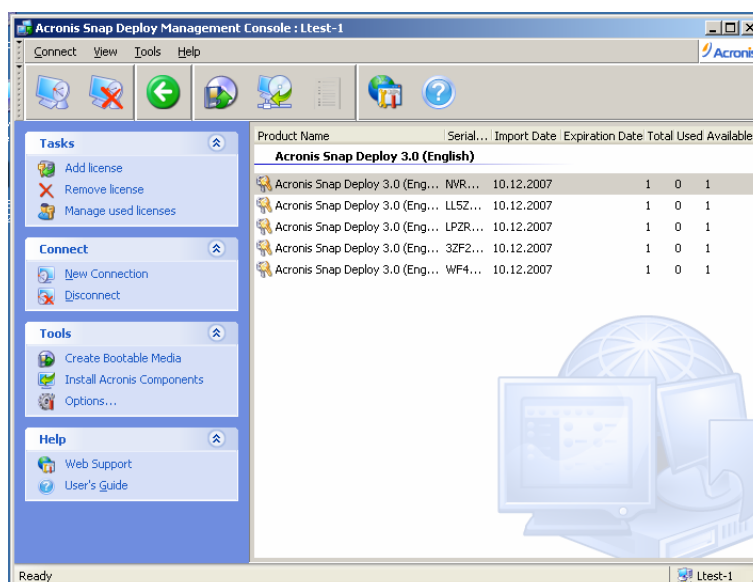 Acronis Snap Deploy Management Console : Ltest-1
Connect View Tools Help
Acronis
Tasks
Add license
Remove license
Manage used licenses
Connect
New Connection
Disconnect
Tools
Create Bootable Media
Install Acronis Components
Options...
Help
Web Support
User's Guide
Product Name Serial... Import Date Expiration Date Total Used Available
Acronis Snap Deploy 3.0 (English)
Acronis Snap Deploy 3.0 (Eng... NVR... 10.12.2007 1 0 1
Acronis Snap Deploy 3.0 (Eng... LL5Z... 10.12.2007 1 0 1
Acronis Snap Deploy 3.0 (Eng... LPZR... 10.12.2007 1 0 1
Acronis Snap Deploy 3.0 (Eng... 3ZF2... 10.12.2007 1 0 1
Acronis Snap Deploy 3.0 (Eng... WF4... 10.12.2007 1 0 1
Ready Ltest-1